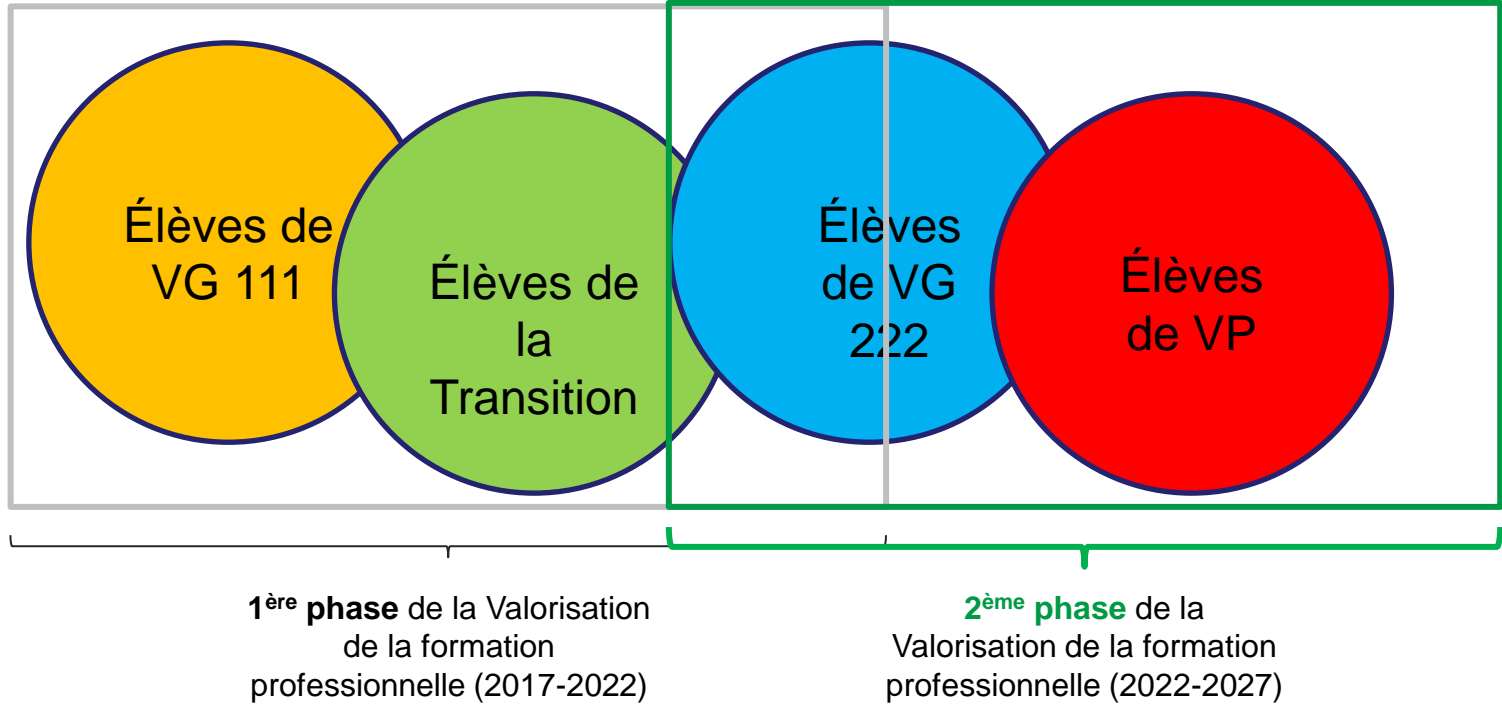 Élèves de
VG 111
Élèves de
la
Transition
Élèves
de VG
222
Élèves
de VP
1ère phase de la Valorisation
de la formation
professionnelle (2017-2022)
2ème phase de la
Valorisation de la formation
professionnelle (2022-2027)